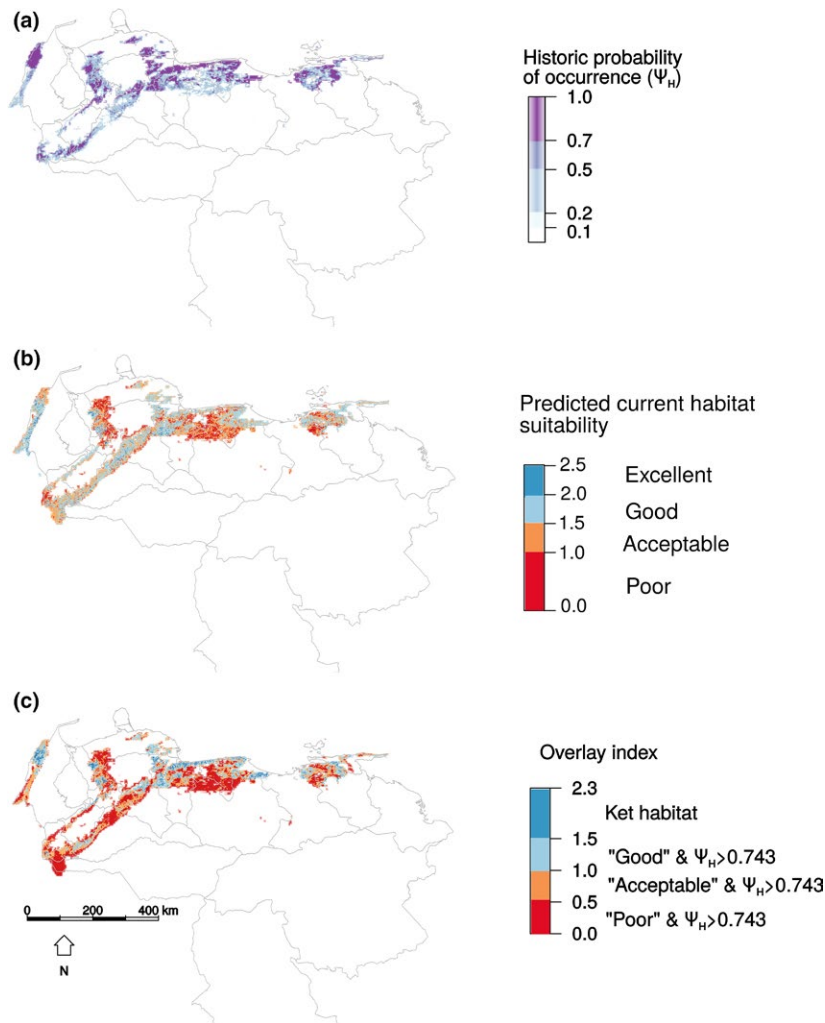 (a)
Historic probability
of occurrence (ΨH)
1.0
0.7
0.5
0.2
0.1
(b)
Predicted current habitat
suitability
2.5
Excellent
2.0
Good
1.5
Acceptable
1.0
Poor
0.0
(c)
Overlay index
2.3
Ket habitat
1.5
"Good" & ΨH>0.743
1.0
"Acceptable" & ΨH>0.743
0.5
"Poor" & ΨH>0.743
0.0
0 200 400 km
N